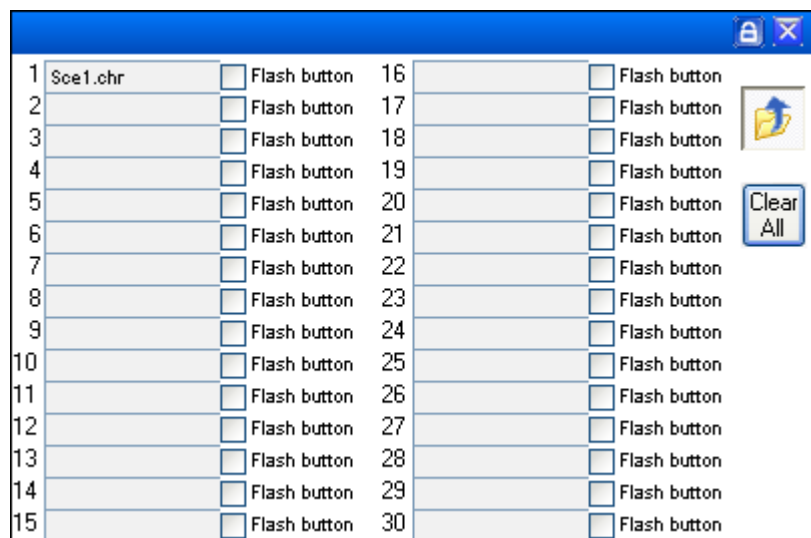 1 Sce1.chr Flash button 16 Flash button
2 Flash button 17 Flash button
3 Flash button 18 Flash button
4 Flash button 19 Flash button
5 Flash button 20 Flash button
6 Flash button 21 Flash button
7 Flash button 22 Flash button
8 Flash button 23 Flash button
9 Flash button 24 Flash button
10 Flash button 25 Flash button
11 Flash button 26 Flash button
12 Flash button 27 Flash button
13 Flash button 28 Flash button
14 Flash button 29 Flash button
15 Flash button 30 Flash button
Clear
All